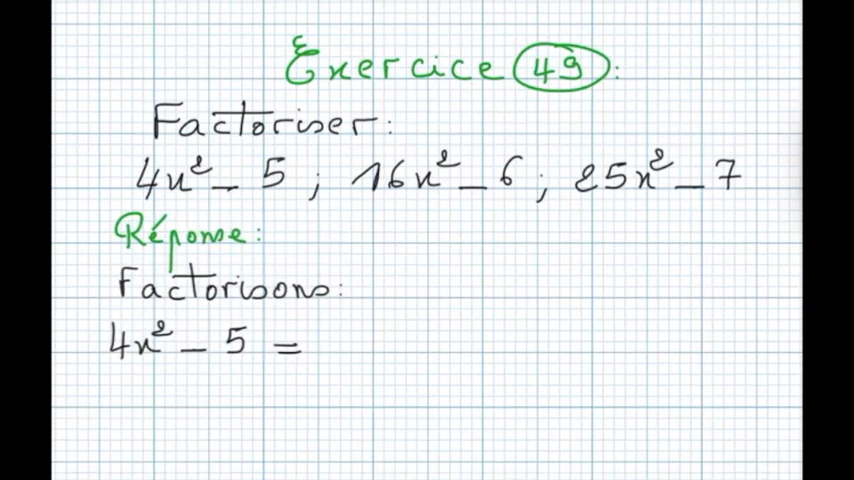 Exercice 49 :
Factoriser :
4x² - 5 ; 16x² - 6 ; 25x² - 7
Réponse :
Factorisons :
4x² - 5 =